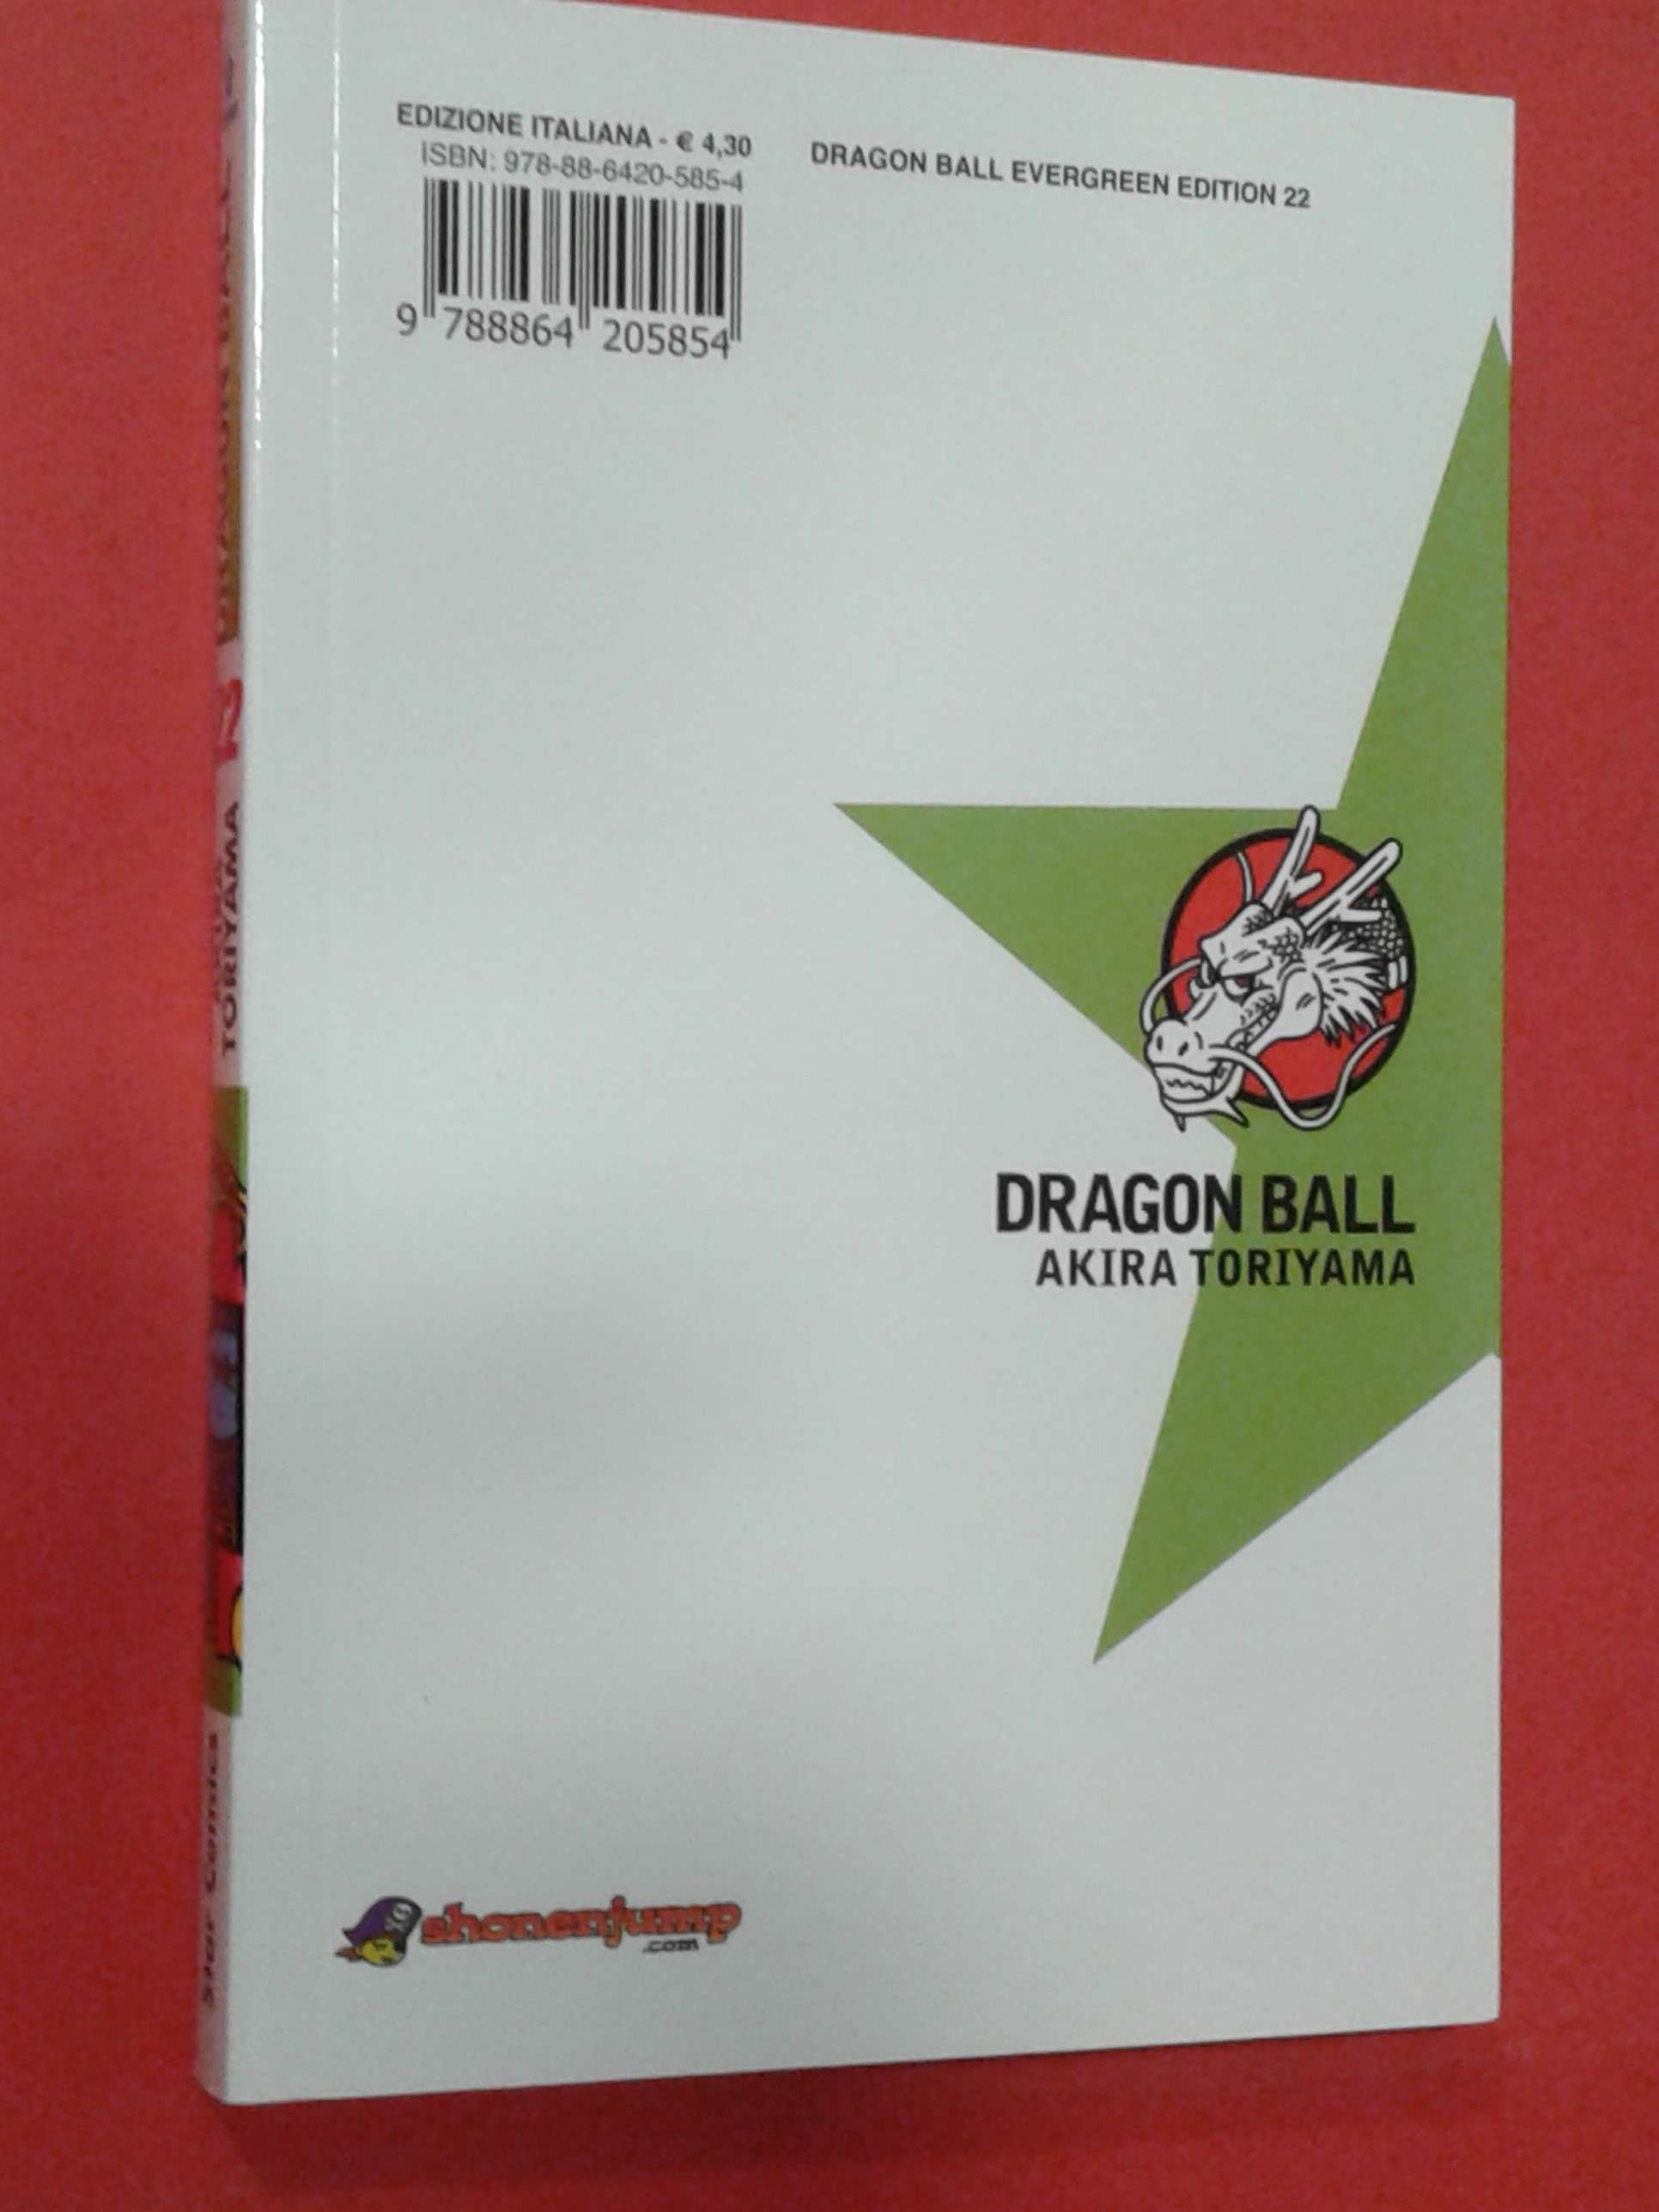 EDIZIONE ITALIANA - € 4,30
ISBN: 978-88-6420-585-4
9 788864 205854
DRAGON BALL EVERGREEN EDITION 22
DRAGON BALL
AKIRA TORIYAMA
shonenjump
.com
TORIYAMA
Star Comics